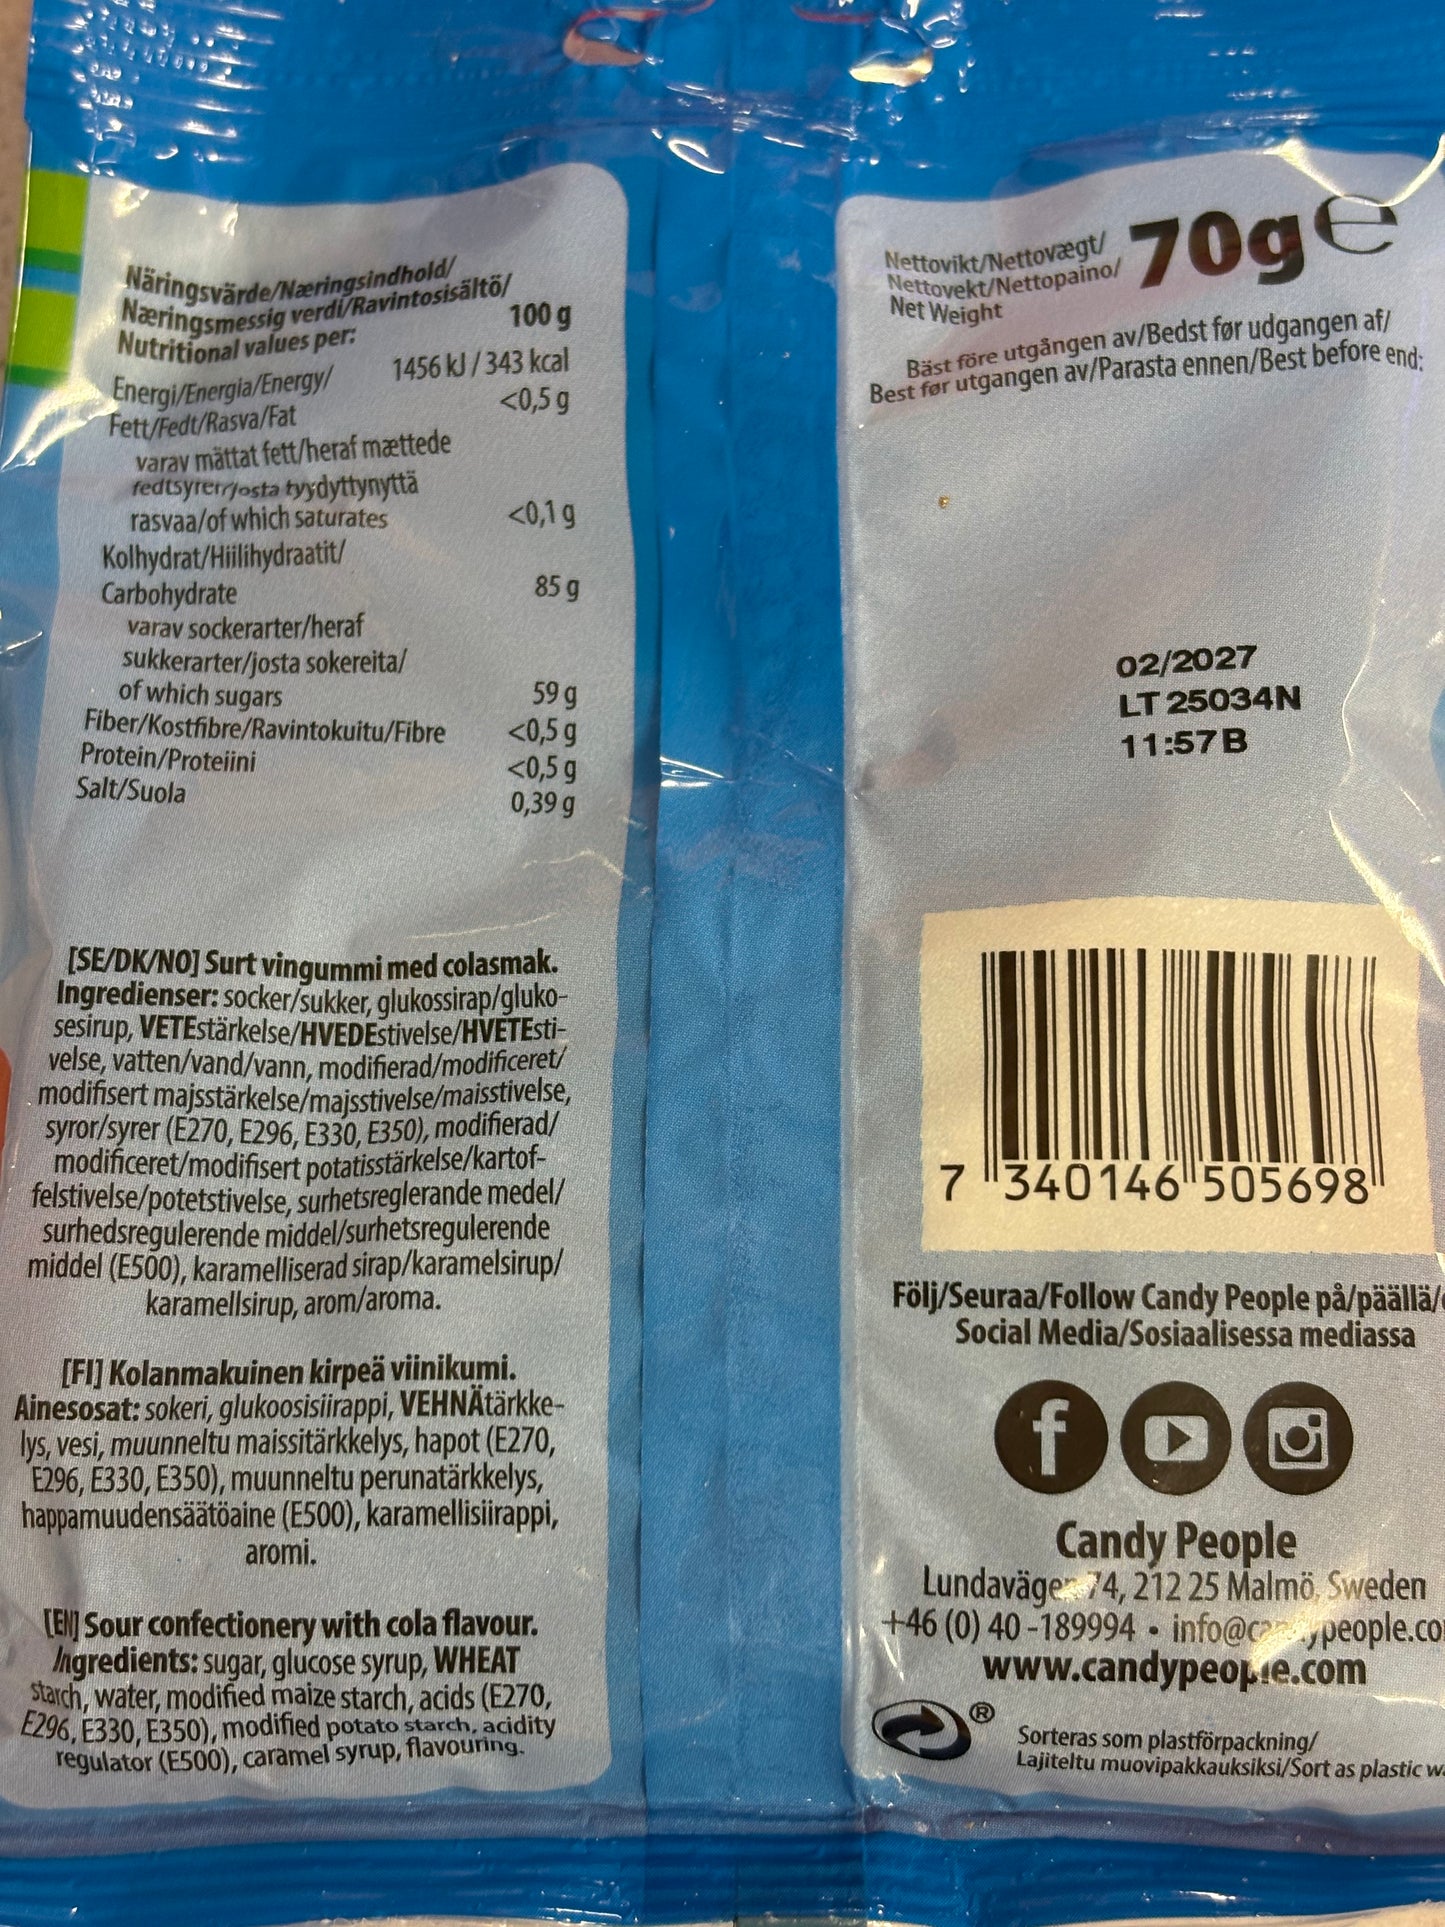 Näringsvärde/Næringsindhold/
Næringsmessig verdi/Ravintosisältö/
Nutritional values per: 100 g
Energi/Energia/Energy/ 1456 kJ / 343 kcal
Fett/Fedt/Rasva/Fat <0,5 g
varav mättat fett/heraf mættede
fedtsyrer/josta tyydyttynyttä
rasvaa/of which saturates <0,1 g
Kolhydrat/Hiilihydraatit/
Carbohydrate 85 g
varav sockerarter/heraf
sukkerarter/josta sokereita/
of which sugars 59 g
Fiber/Kostfibre/Ravintokuitu/Fibre <0,5 g
Protein/Proteiini <0,5 g
Salt/Suola 0,39 g
[SE/DK/NO] Surt vingummi med colasmak.
Ingredienser: socker/sukker, glukossirap/gluko-
sesirup, VETEstärkelse/HVEDEstivelse/HVETEsti-
velse, vatten/vand/vann, modifierad/modificeret/
modifisert majsstärkelse/majsstivelse/maisstivelse,
syror/syrer (E270, E296, E330, E350), modifierad/
modificeret/modifisert potatisstärkelse/kartof-
felstivelse/potetstivelse, surhetsreglerande medel/
surhedsregulerende middel/surhetsregulerende
middel (E500), karamelliserad sirap/karamelsirup/
karamellsirup, arom/aroma.
[FI] Kolanmakuinen kirpeä viinikumi.
Ainesosat: sokeri, glukoosisiirappi, VEHNÄtärkke-
lys, vesi, muunneltu maissitärkkelys, hapot (E270,
E296, E330, E350), muunneltu perunatärkkelys,
happamuudensäätöaine (E500), karamellisiirappi,
aromi.
[EN] Sour confectionery with cola flavour.
Ingredients: sugar, glucose syrup, WHEAT
starch, water, modified maize starch, acids (E270,
E296, E330, E350), modified potato starch, acidity
regulator (E500), caramel syrup, flavouring.
Nettovikt/Nettovægt/
Nettovekt/Nettopaino/
Net Weight
70g e
Bäst före utgången av/Bedst før udgangen af/
Best før utgangen av/Parasta ennen/Best before end:
02/2027
LT 25034N
11:57 B
7 340146 505698
Följ/Seuraa/Follow Candy People på/päällä/
Social Media/Sosiaalisessa mediassa
f
Candy People
74, 212 25 Malmö, Sweden
+46 (0) 40 -189994 •
www.candypeople.com
®
Sorteras som plastförpackning/
Lajiteltu muovipakkauksiksi/Sort as plastic